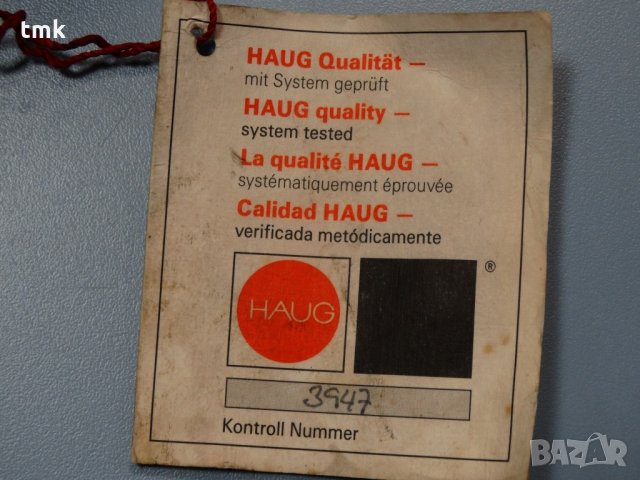 tmk
HAUG Qualität –
mit System geprüft
HAUG quality –
system tested
La qualité HAUG –
systématiquement éprouvée
Calidad HAUG –
verificada metódicamente
HAUG
®
3947
Kontroll Nummer
BAZAR